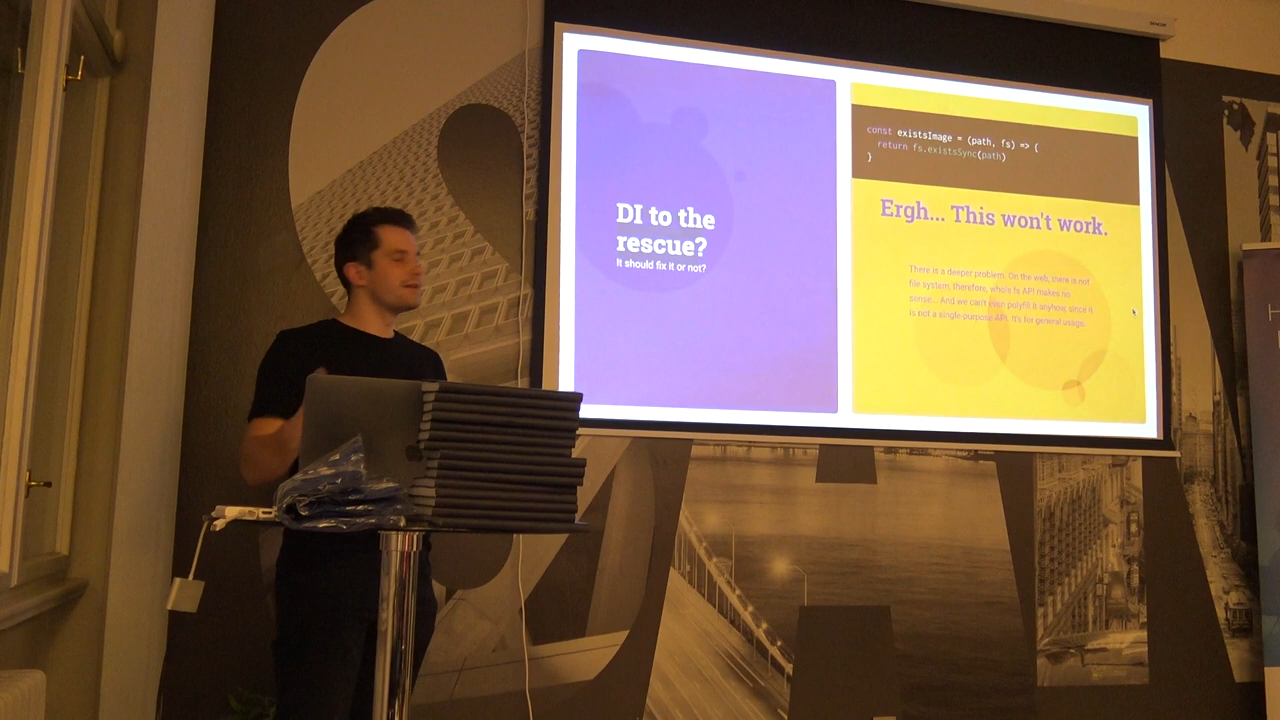 DI to the
rescue?
It should fix it or not?
const existsImage = (path, fs) => (
return fs.existsSync(path)
}
Ergh... This won't work.
There is a deeper problem. On the web, there is not
file system, therefore, whole fs API makes no
sense... And we can't even polyfill it anyhow, since it
is not a single-purpose API. It's for general usage.